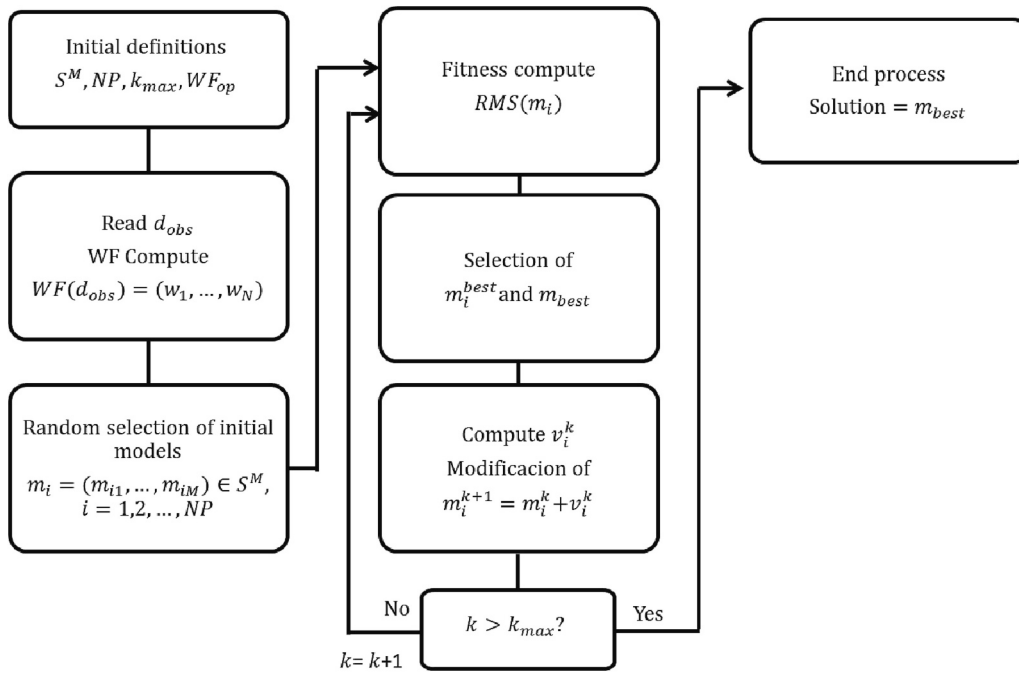 Initial definitions
S^M, NP, k_max, WF_op
Read d_obs
WF Compute
WF(d_obs) = (w_1, …, w_N)
Random selection of initial
models
m_i = (m_i1, …, m_iM) ∈ S^M,
i = 1,2, …, NP
Fitness compute
RMS(m_i)
Selection of
m_i^best and m_best
Compute v_i^k
Modificacion of
m_i^k+1 = m_i^k + v_i^k
k > k_max?
No
k= k+1
Yes
End process
Solution = m_best